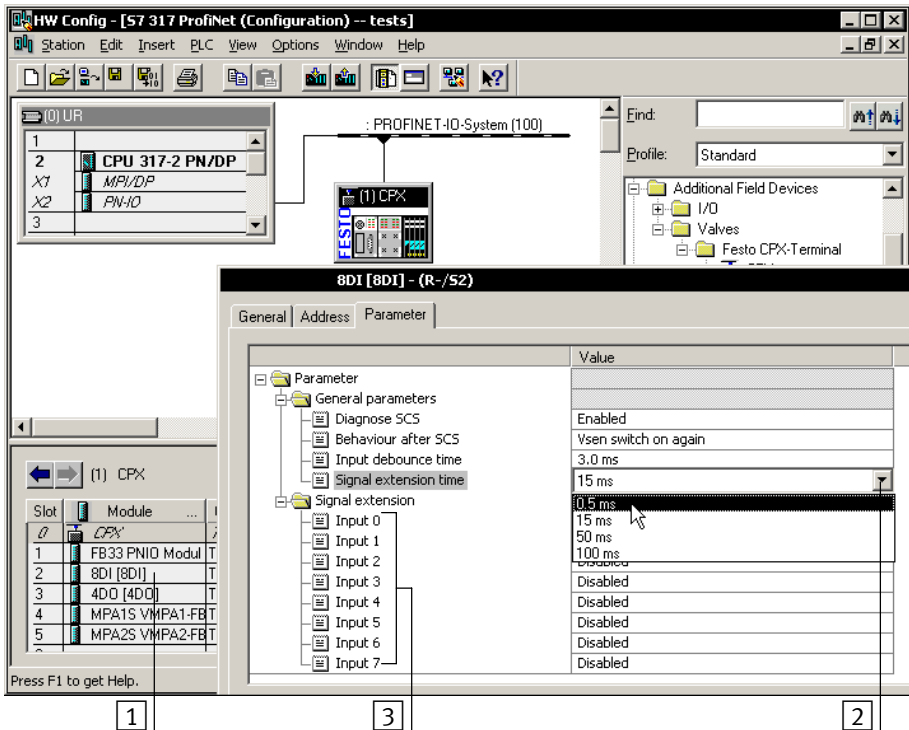 HW Config - [S7 317 ProfiNet (Configuration) -- tests]
Station Edit Insert PLC View Options Window Help
(0) UR
1
2 CPU 317-2 PN/DP
X1 MPI/DP
X2 PN-IO
3
: PROFINET-IO-System (100)
(1) CPX
FESTO
Find:
Profile: Standard
Additional Field Devices
I/O
Valves
Festo CPX-Terminal
8DI [8DI] - (R-/S2)
General Address Parameter
Value
Parameter
General parameters
Diagnose SCS Enabled
Behaviour after SCS Vsen switch on again
Input debounce time 3.0 ms
Signal extension time 15 ms
Signal extension
0.5 ms
15 ms
50 ms
100 ms
Input 0
Input 1
Input 2 Disabled
Input 3 Disabled
Input 4 Disabled
Input 5 Disabled
Input 6 Disabled
Input 7 Disabled
(1) CPX
Slot Module ...
0 CPX
1 FB33 PNIO Modul T
2 8DI [8DI] T
3 4DO [4DO] T
4 MPA1S VMPA1-FB T
5 MPA2S VMPA2-FB T
Press F1 to get Help.
1 3 2